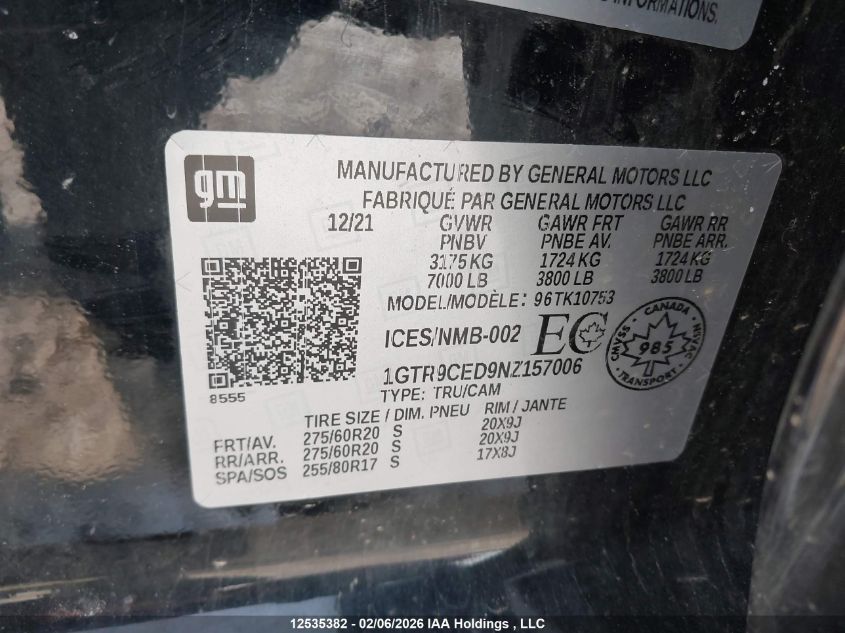 INFORMATIONS.
gm
MANUFACTURED BY GENERAL MOTORS LLC
FABRIQUÉ PAR GENERAL MOTORS LLC
12/21 GVWR GAWR FRT GAWR RR
PNBV PNBE AV. PNBE ARR.
3175 KG 1724 KG 1724 KG
7000 LB 3800 LB 3800 LB
MODEL/MODÈLE: 96TK10753
ICES/NMB-002 EC
CANADA
985
TRANSPORT
1GTR9CED9NZ157006
8555
TYPE: TRU/CAM
TIRE SIZE / DIM. PNEU RIM / JANTE
FRT/AV. 275/60R20 S 20X9J
RR/ARR. 275/60R20 S 20X9J
SPA/SOS 255/80R17 S 17X8J
12535382 - 02/06/2026 IAA Holdings , LLC